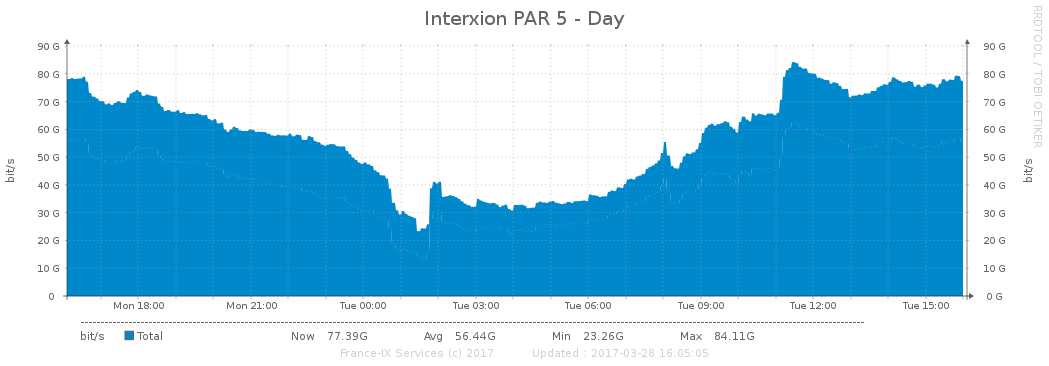 Interxion PAR 5 - Day
RRDTOOL / TOBI OETIKER
90 G 90 G
80 G 80 G
70 G 70 G
60 G 60 G
50 G 50 G
40 G 40 G
30 G 30 G
20 G 20 G
10 G 10 G
0 0 G
bit/s
bit/s
Mon 18:00 Mon 21:00 Tue 00:00 Tue 03:00 Tue 06:00 Tue 09:00 Tue 12:00 Tue 15:00
bit/s Total Now 77.39G Avg 56.44G Min 23.26G Max 84.11G
France-IX Services (c) 2017 Updated : 2017-03-28 16:05:05